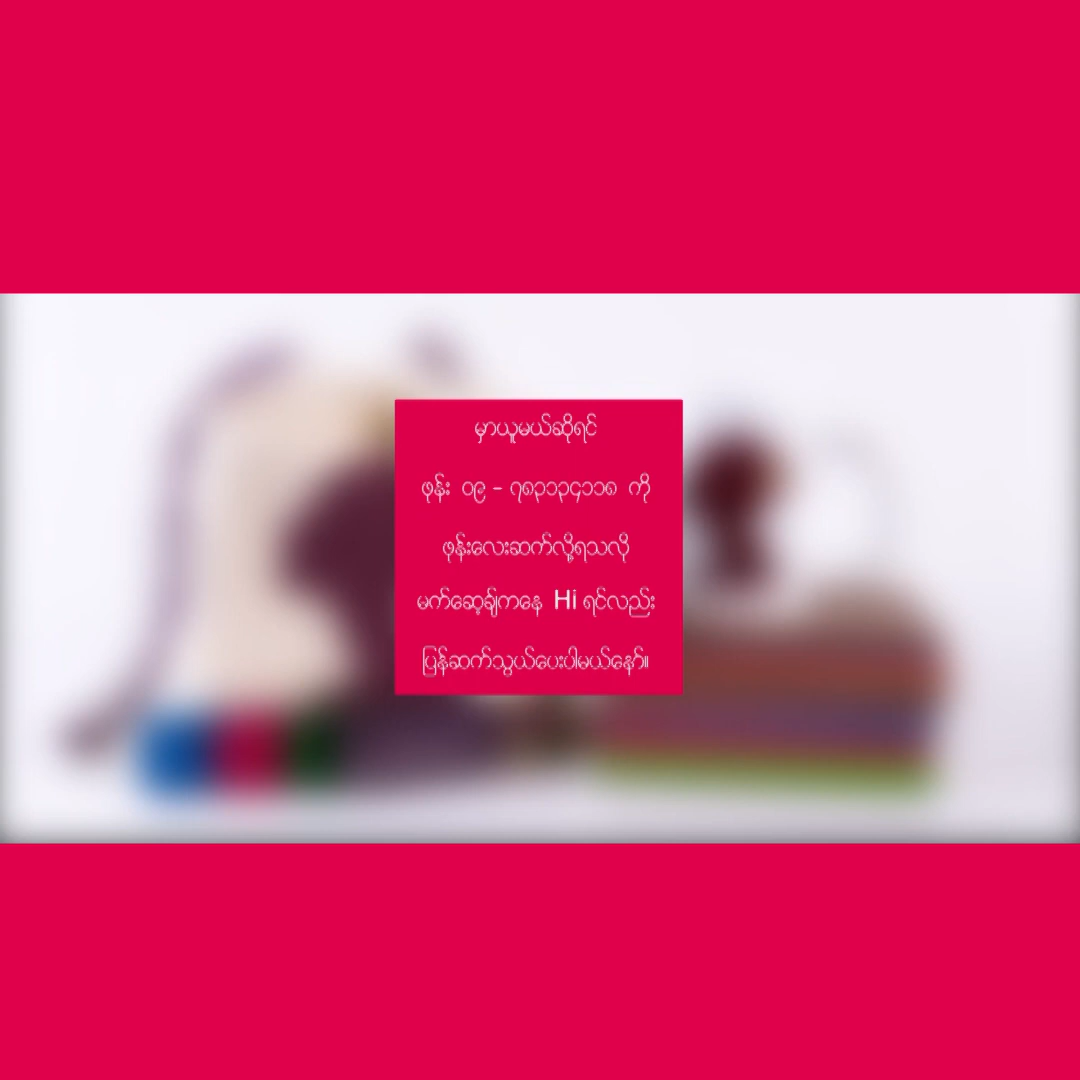 မှာယူမယ်ဆိုရင်
ဖုန်း ၀၉ - ၇၈၃၁၃၄၁၁၈ ကို
ဖုန်းလေးဆက်လို့ရသလို
မက်ဆေ့ခ်ျကနေ Hi ရင်လည်း
ပြန်ဆက်သွယ်ပေးပါမယ်နော်။